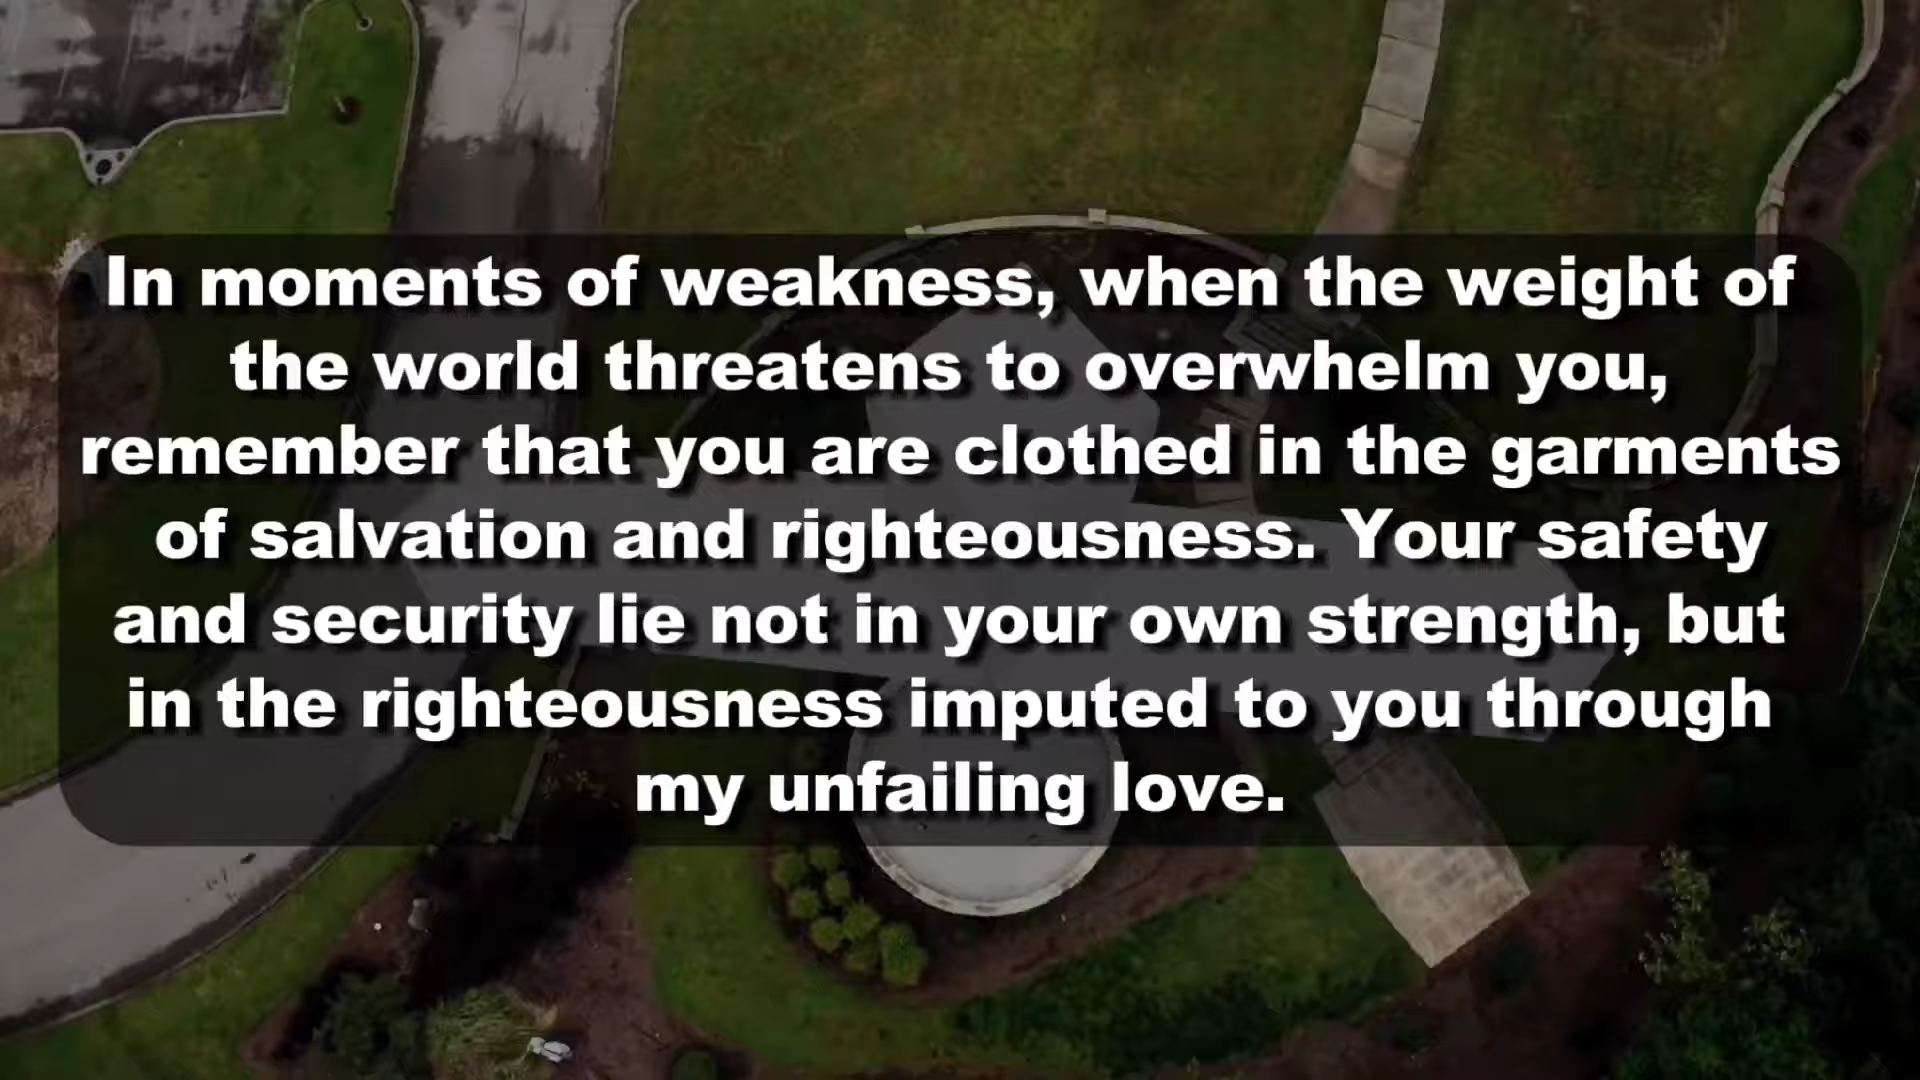 In moments of weakness, when the weight of
the world threatens to overwhelm you,
remember that you are clothed in the garments
of salvation and righteousness. Your safety
and security lie not in your own strength, but
in the righteousness imputed to you through
my unfailing love.